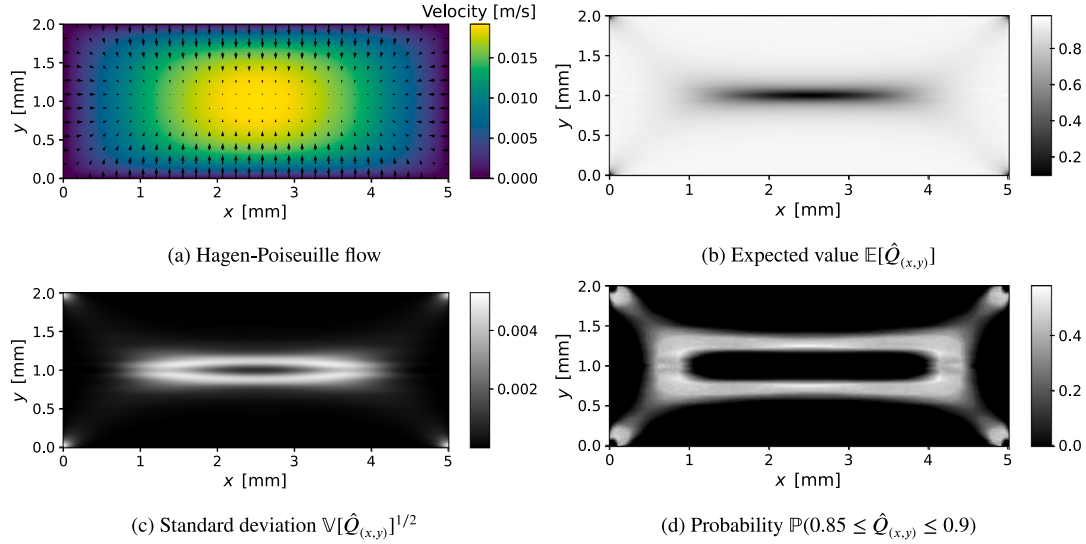 Velocity [m/s]
2.0
1.5
1.0
0.5
0.0
y [mm]
0 1 2 3 4 5
x [mm]
0.015
0.010
0.005
0.000
(a) Hagen-Poiseuille flow
2.0
1.5
1.0
0.5
0.0
y [mm]
0 1 2 3 4 5
x [mm]
0.8
0.6
0.4
0.2
(b) Expected value 𝔼[Q̂(x,y)]
2.0
1.5
1.0
0.5
0.0
y [mm]
0 1 2 3 4 5
x [mm]
0.004
0.002
(c) Standard deviation 𝕍[Q̂(x,y)]1/2
2.0
1.5
1.0
0.5
0.0
y [mm]
0 1 2 3 4 5
x [mm]
0.4
0.2
0.0
(d) Probability ℙ(0.85 ≤ Q̂(x,y) ≤ 0.9)